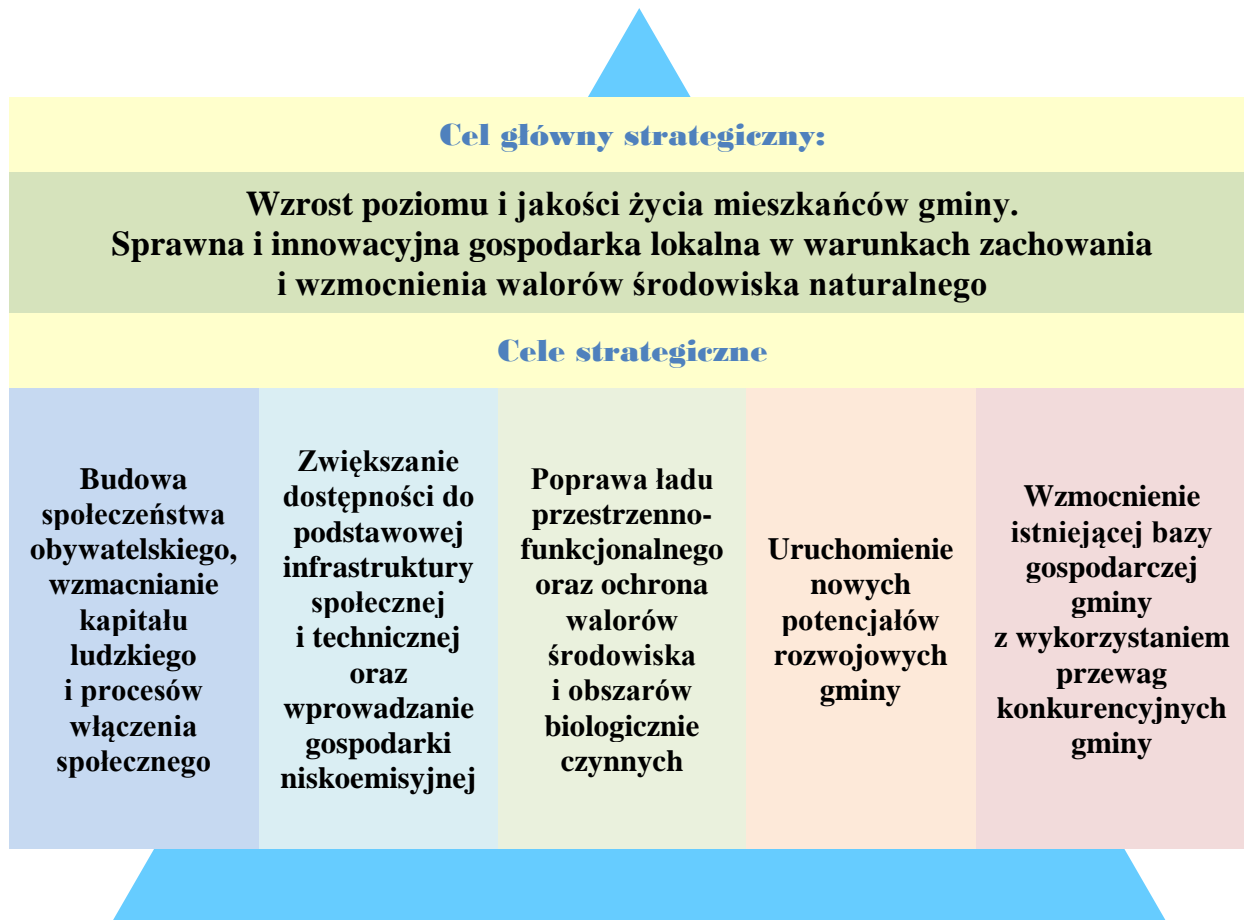 Cel główny strategiczny:
Wzrost poziomu i jakości życia mieszkańców gminy.
Sprawna i innowacyjna gospodarka lokalna w warunkach zachowania
i wzmocnienia walorów środowiska naturalnego
Cele strategiczne
Budowa
społeczeństwa
obywatelskiego,
wzmacnianie
kapitału
ludzkiego
i procesów
włączenia
społecznego
Zwiększanie
dostępności do
podstawowej
infrastruktury
społecznej
i technicznej
oraz
wprowadzanie
gospodarki
niskoemisyjnej
Poprawa ładu
przestrzenno-
funkcjonalnego
oraz ochrona
walorów
środowiska
i obszarów
biologicznie
czynnych
Uruchomienie
nowych
potencjałów
rozwojowych
gminy
Wzmocnienie
istniejącej bazy
gospodarczej
gminy
z wykorzystaniem
przewag
konkurencyjnych
gminy